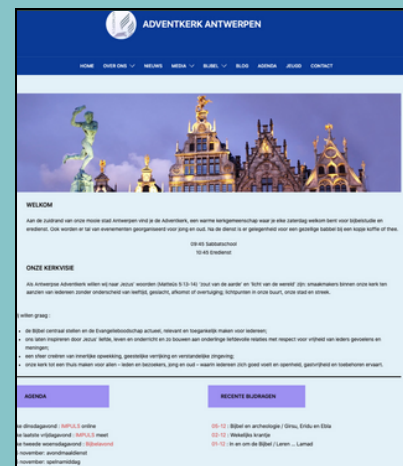 ADVENTKERK ANTWERPEN
HOME OVER ONS NIEUWS MEDIA BIJBEL BLOG AGENDA JEUGD CONTACT
WELKOM
Aan de zuidrand van onze mooie stad Antwerpen vind je de Adventkerk, een warme kerkgemeenschap waar je elke zaterdag welkom bent voor bijbelstudie en
eredienst. Ook worden er tal van evenementen georganiseerd voor jong en oud. Na de dienst is er gelegenheid voor een gezellige babbel bij een kopje koffie of thee.
09:45 Sabbatschool
10:45 Eredienst
ONZE KERKVISIE
Als Antwerpse Adventkerk willen wij naar Jezus' woorden (Matteüs 5:13-14) 'zout van de aarde' en 'licht van de wereld' zijn: smaakmakers binnen onze kerk ten
aanzien van iedereen zonder onderscheid van leeftijd, geslacht, afkomst of overtuiging; lichtpunten in onze buurt, onze stad en streek.
j willen graag :
de Bijbel centraal stellen en de Evangelieboodschap actueel, relevant en toegankelijk maken voor iedereen;
ons laten inspireren door Jezus' liefde, leven en onderricht en zo bouwen aan onderlinge liefdevolle relaties met respect voor vrijheid van ieders gevoelens en
meningen;
een sfeer creëren van innerlijke opwekking, geestelijke verrijking en verstandelijke zingeving;
onze kerk tot een thuis maken voor allen – leden en bezoekers, jong en oud – waarin iedereen zich goed voelt en openheid, gastvrijheid en toebehoren ervaart.
AGENDA
ke dinsdagavond : IMPULS online
ke laatste vrijdagavond : IMPULS meet
ke tweede woensdagavond : Bijbelavond
november: avondmaaldienst
november: spelnamiddag
RECENTE BIJDRAGEN
05-12 : Bijbel en archeologie / Girsu, Eridu en Ebla
02-12 : Wekelijks krantje
01-12 : In en om de Bijbel / Leren ... Lamad